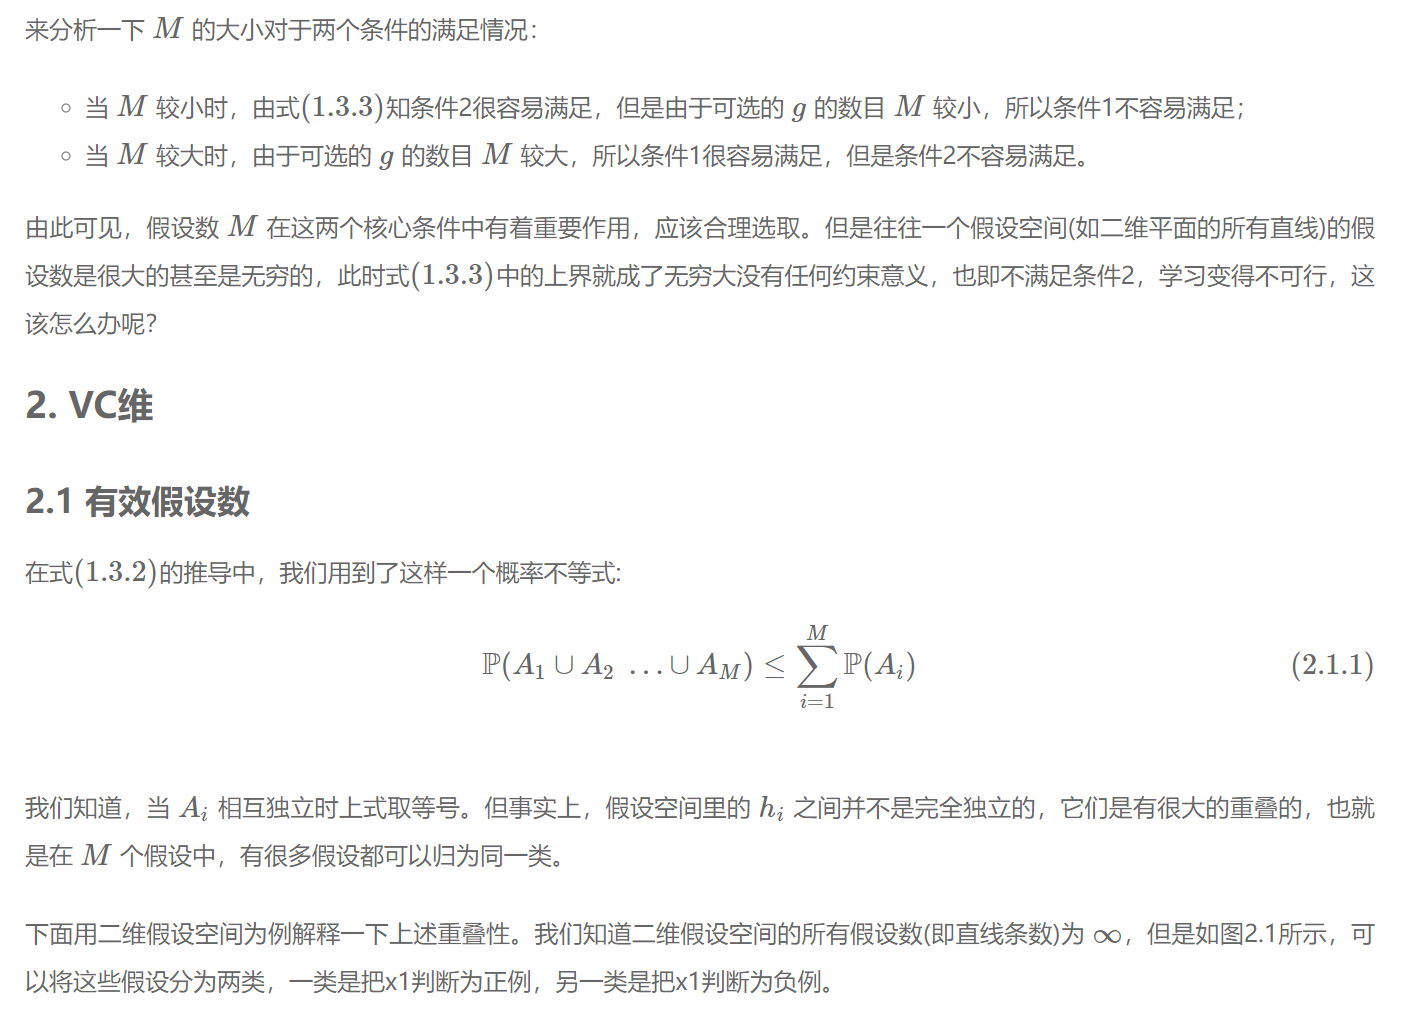 来分析一下 M 的大小对于两个条件的满足情况：
当 M 较小时，由式(1.3.3)知条件2很容易满足，但是由于可选的 g 的数目 M 较小，所以条件1不容易满足；
当 M 较大时，由于可选的 g 的数目 M 较大，所以条件1很容易满足，但是条件2不容易满足。
由此可见，假设数 M 在这两个核心条件中有着重要作用，应该合理选取。但是往往一个假设空间(如二维平面的所有直线)的假
设数是很大的甚至是无穷的，此时式(1.3.3)中的上界就成了无穷大没有任何约束意义，也即不满足条件2，学习变得不可行，这
该怎么办呢？
2. VC维
2.1 有效假设数
在式(1.3.2)的推导中，我们用到了这样一个概率不等式:
ℙ(A₁ ∪ A₂ … ∪ A_M) ≤ ∑_{i=1}^{M} ℙ(A_i) (2.1.1)
我们知道，当 A_i 相互独立时上式取等号。但事实上，假设空间里的 h_i 之间并不是完全独立的，它们是有很大的重叠的，也就
是在 M 个假设中，有很多假设都可以归为同一类。
下面用二维假设空间为例解释一下上述重叠性。我们知道二维假设空间的所有假设数(即直线条数)为 ∞，但是如图2.1所示，可
以将这些假设分为两类，一类是把x1判断为正例，另一类是把x1判断为负例。